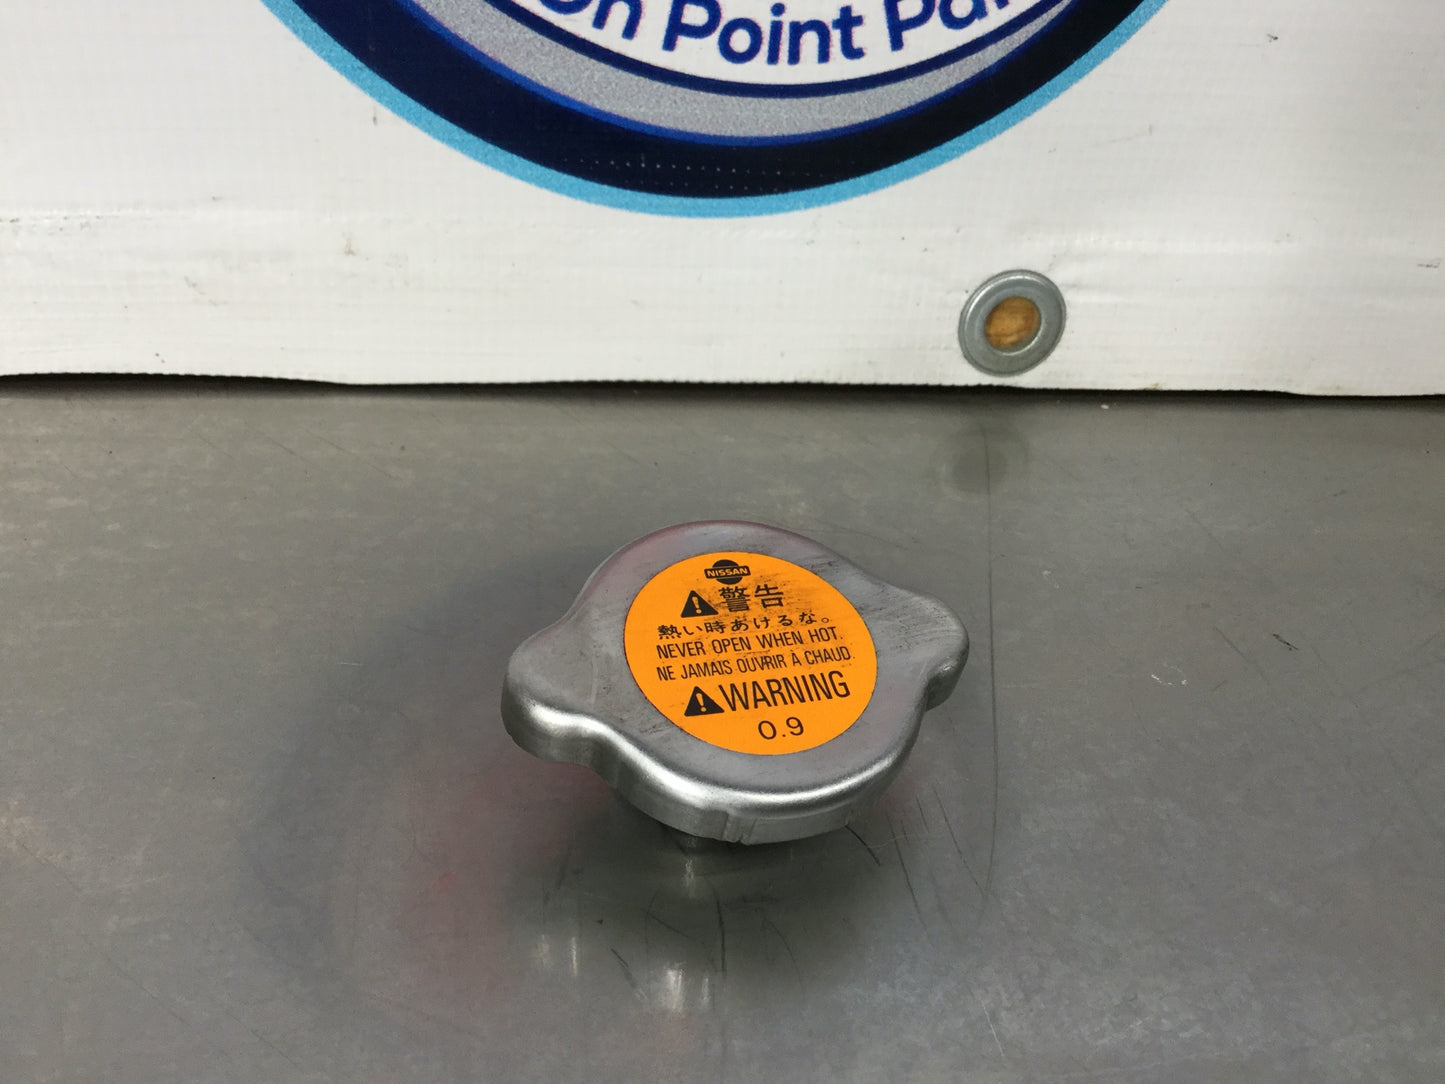 On Point Par
NISSAN
警告
熱い時あけるな。
NEVER OPEN WHEN HOT.
NE JAMAIS OUVRIR À CHAUD.
WARNING
0.9